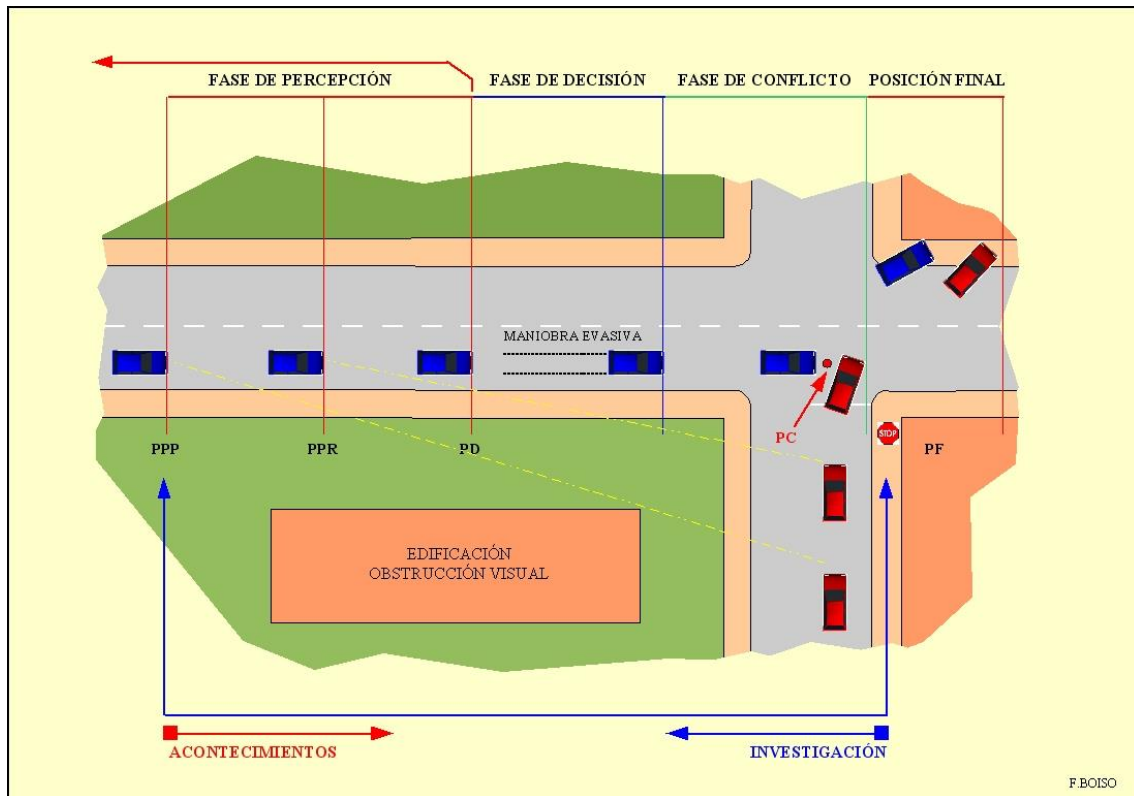 FASE DE PERCEPCIÓN
FASE DE DECISIÓN
FASE DE CONFLICTO
POSICIÓN FINAL
MANIOBRA EVASIVA
PPP
PPR
PD
PC
STOP
PF
EDIFICACIÓN
OBSTRUCCIÓN VISUAL
ACONTECIMIENTOS
INVESTIGACIÓN
F.BOISO